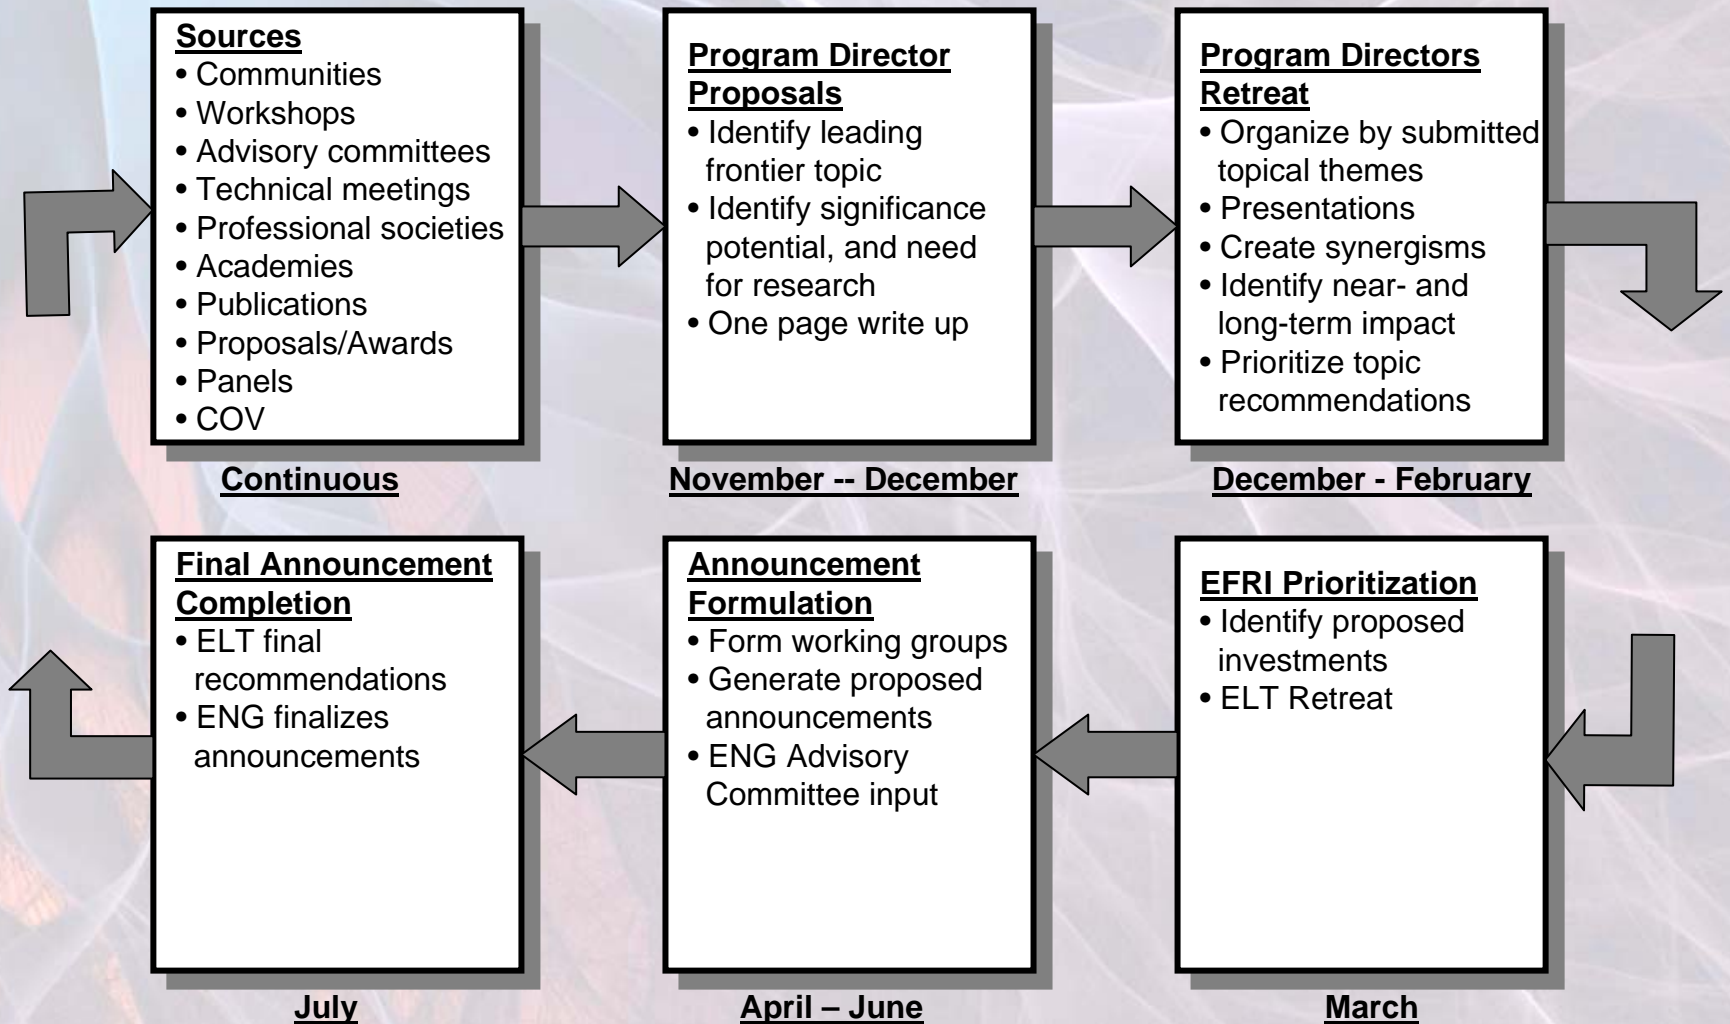 Sources
• Communities
• Workshops
• Advisory committees
• Technical meetings
• Professional societies
• Academies
• Publications
• Proposals/Awards
• Panels
• COV
Continuous
Program Director
Proposals
• Identify leading
frontier topic
• Identify significance
potential, and need
for research
• One page write up
November -- December
Program Directors
Retreat
• Organize by submitted
topical themes
• Presentations
• Create synergisms
• Identify near- and
long-term impact
• Prioritize topic
recommendations
December - February
EFRI Prioritization
• Identify proposed
investments
• ELT Retreat
March
Announcement
Formulation
• Form working groups
• Generate proposed
announcements
• ENG Advisory
Committee input
April – June
Final Announcement
Completion
• ELT final
recommendations
• ENG finalizes
announcements
July